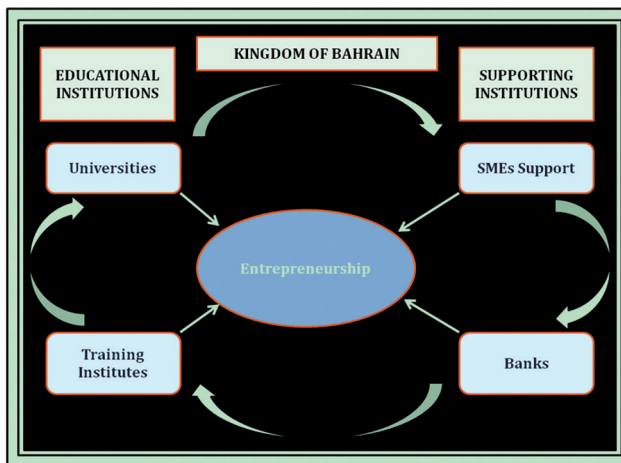 KINGDOM OF BAHRAIN
EDUCATIONAL
INSTITUTIONS
SUPPORTING
INSTITUTIONS
Universities
SMEs Support
Entrepreneurship
Training
Institutes
Banks